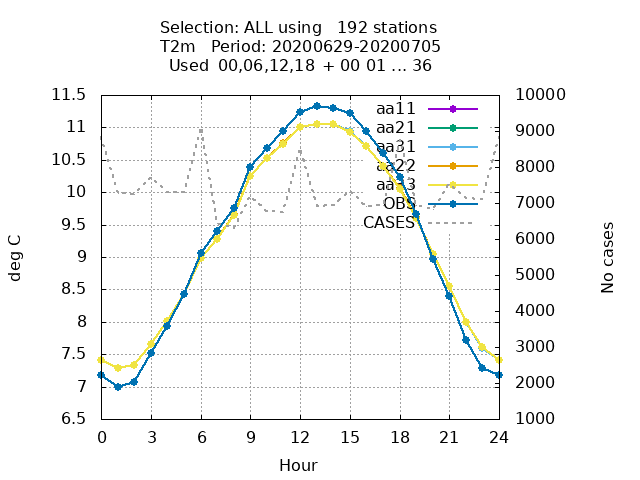 Selection: ALL using   192 stations
T2m   Period: 20200629-20200705
Used  00,06,12,18 + 00 01 ... 36
11.5
11
10.5
10
9.5
9
8.5
8
7.5
7
6.5
deg C
10000
9000
8000
7000
6000
5000
4000
3000
2000
1000
No cases
aa11
aa21
aa31
aa22
OBS
CASES
0 3 6 9 12 15 18 21 24
Hour